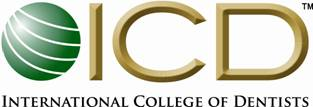 ICD™
INTERNATIONAL COLLEGE OF DENTISTS